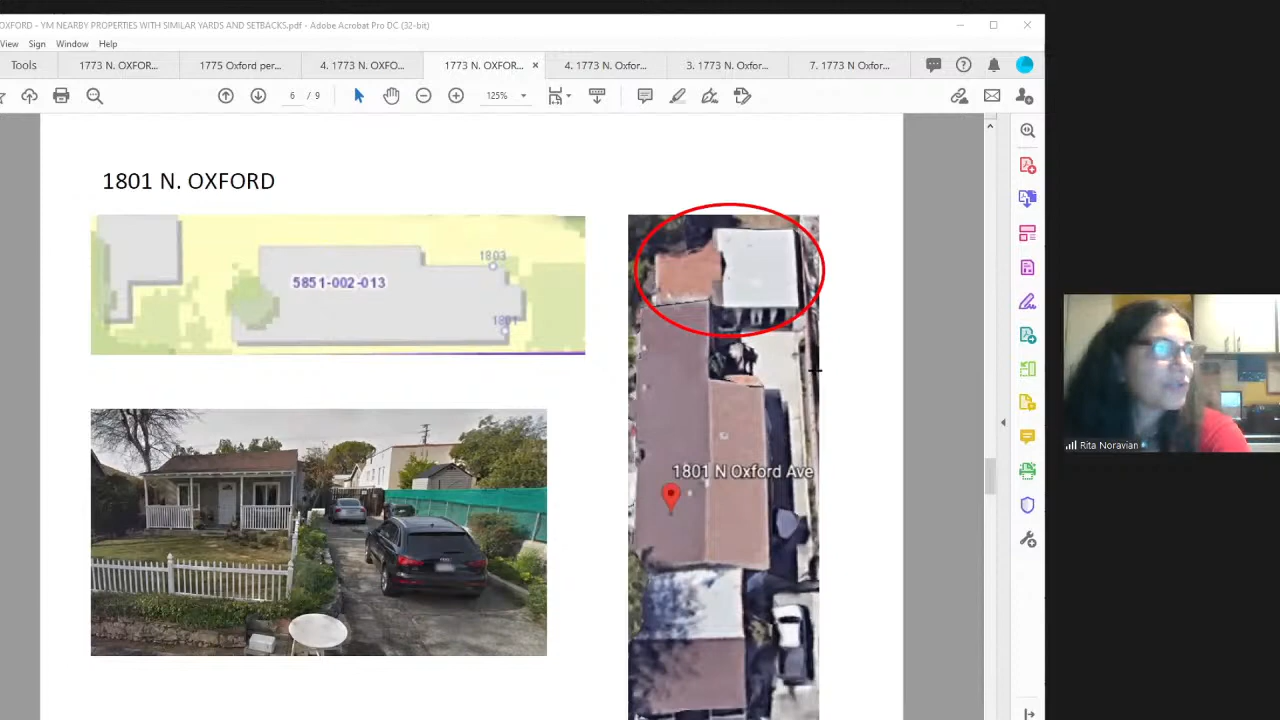 OXFORD - YM NEARBY PROPERTIES WITH SIMILAR YARDS AND SETBACKS.pdf - Adobe Acrobat Pro DC (32-bit)
View Sign Window Help
Tools 1773 N. OXFOR... 1775 Oxford per... 4. 1773 N. OXFO... 1773 N. OXFOR... × 4. 1773 N. Oxfor... 3. 1773 N. Oxfor... 7. 1773 N Oxfor...
6 / 9 125%
1801 N. OXFORD
1803
5851-002-013
1801
1801 N Oxford Ave
Rita Noravian